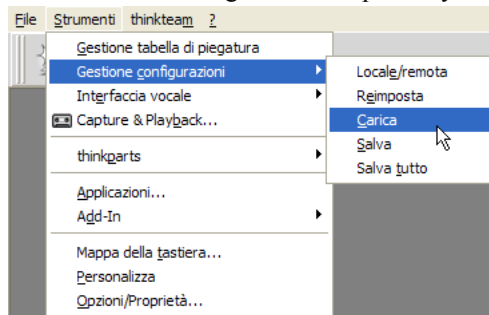 File Strumenti thinkteam ?
Gestione tabella di piegatura
Gestione configurazioni
Interfaccia vocale
Capture & Playback...
thinkparts
Applicazioni...
Add-In
Mappa della tastiera...
Personalizza
Opzioni/Proprietà...
Locale/remota
Reimposta
Carica
Salva
Salva tutto